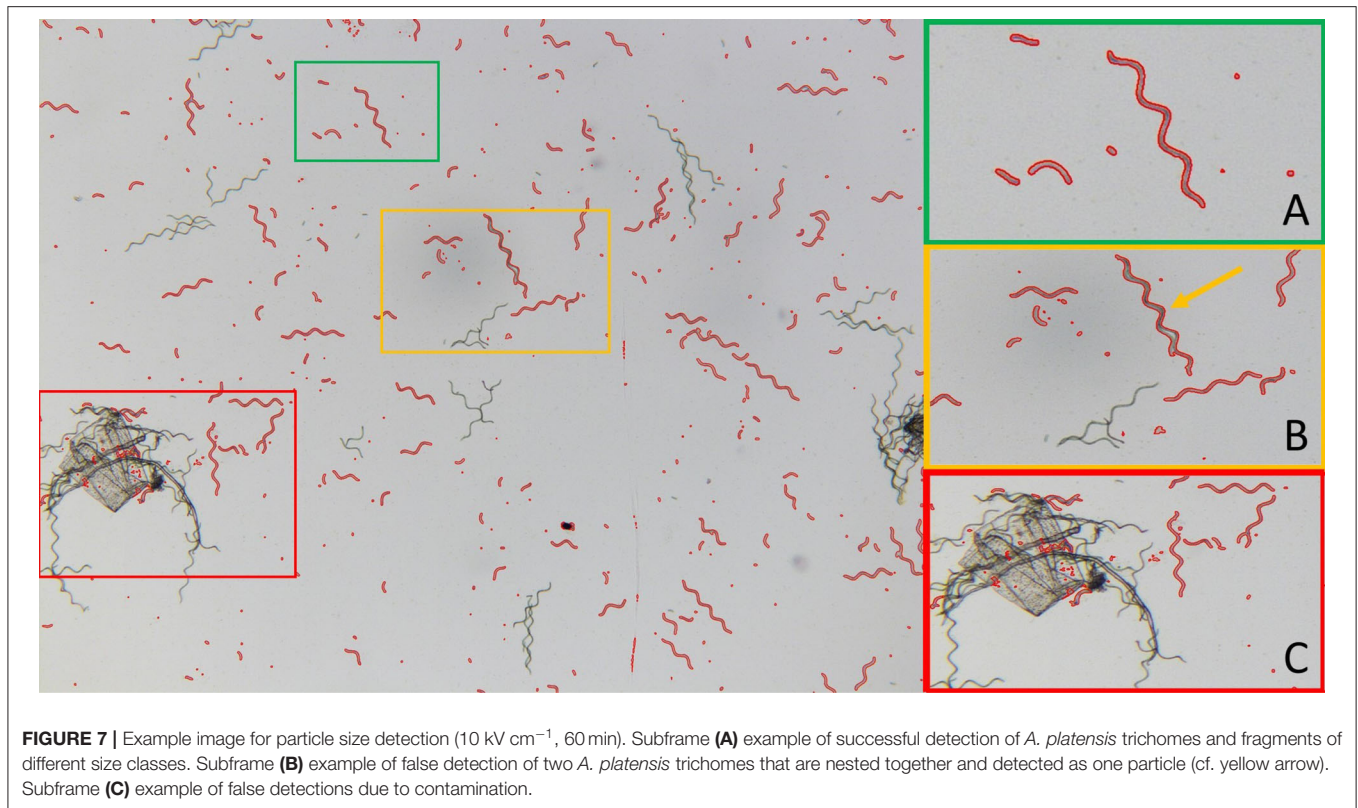 A
B
C
FIGURE 7 | Example image for particle size detection (10 kV cm⁻¹, 60 min). Subframe (A) example of successful detection of A. platensis trichomes and fragments of
different size classes. Subframe (B) example of false detection of two A. platensis trichomes that are nested together and detected as one particle (cf. yellow arrow).
Subframe (C) example of false detections due to contamination.